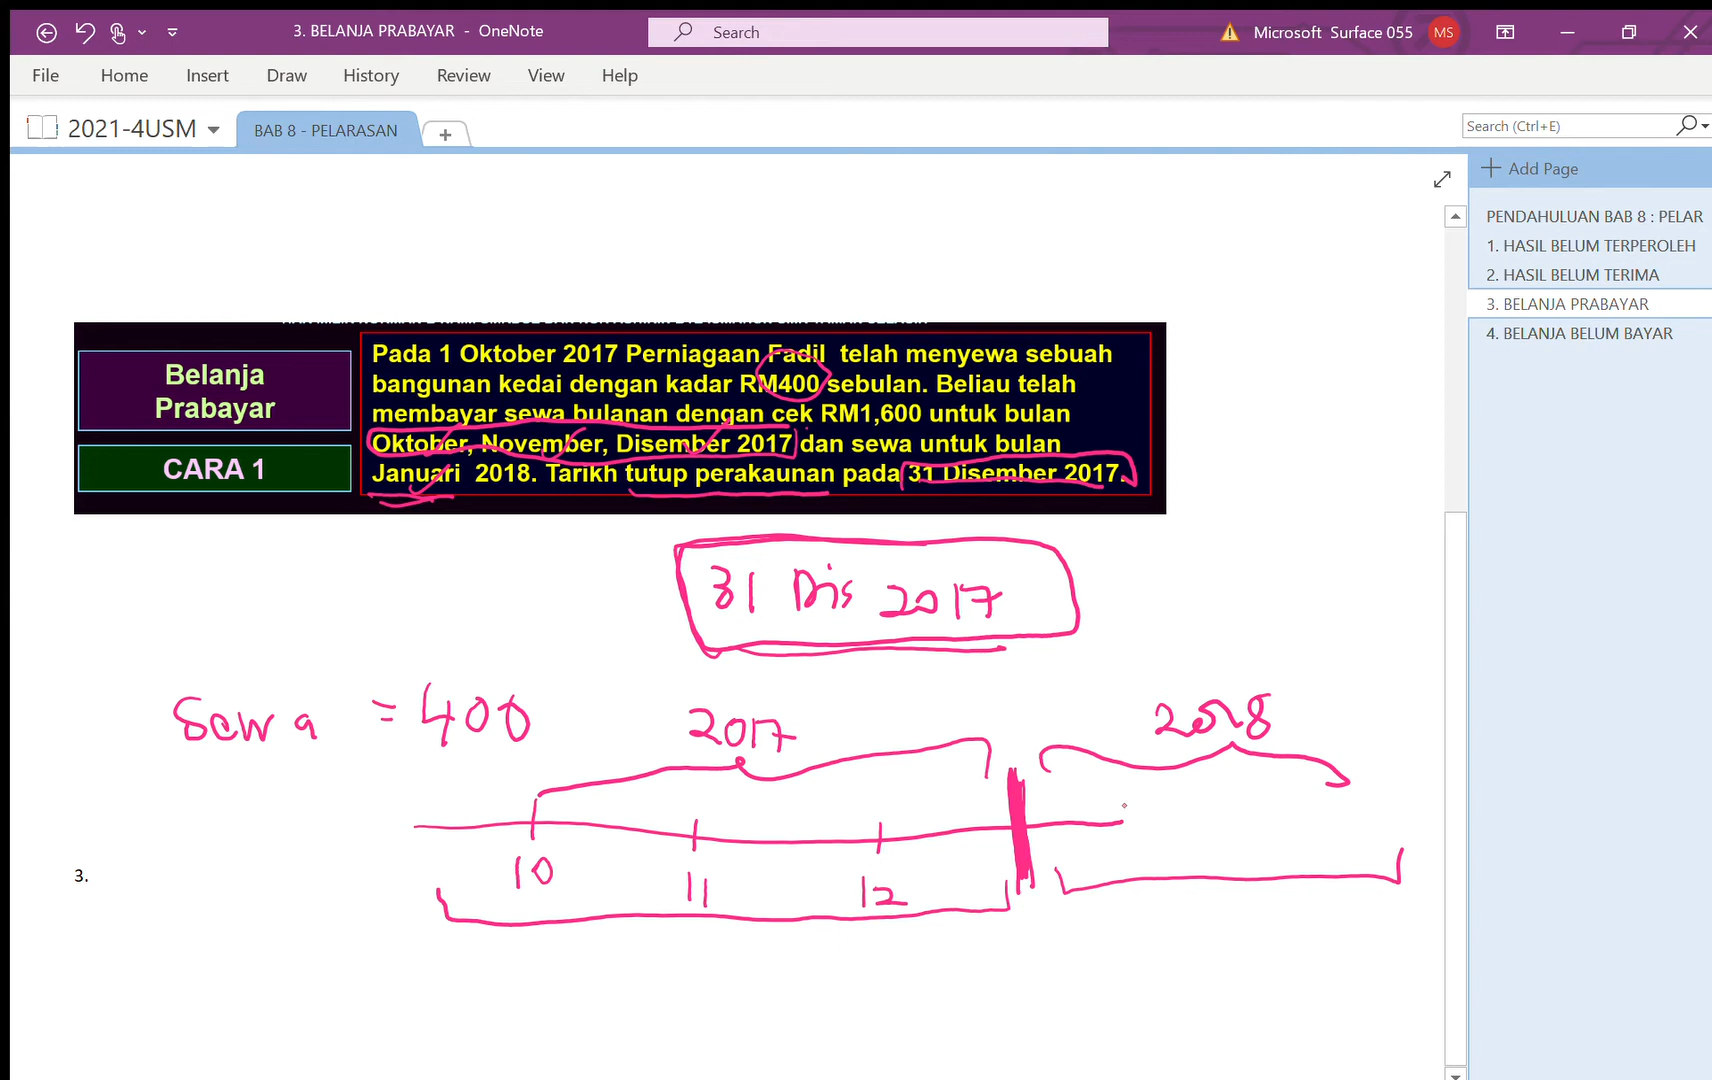 3. BELANJA PRABAYAR - OneNote
Search
Microsoft Surface 055
MS
File Home Insert Draw History Review View Help
2021-4USM
BAB 8 - PELARASAN
Search (Ctrl+E)
Add Page
PENDAHULUAN BAB 8 : PELAR
1. HASIL BELUM TERPEROLEH
2. HASIL BELUM TERIMA
3. BELANJA PRABAYAR
4. BELANJA BELUM BAYAR
Belanja
Prabayar
CARA 1
Pada 1 Oktober 2017 Perniagaan Fadil telah menyewa sebuah
bangunan kedai dengan kadar RM400 sebulan. Beliau telah
membayar sewa bulanan dengan cek RM1,600 untuk bulan
Oktober, November, Disember 2017 dan sewa untuk bulan
Januari 2018. Tarikh tutup perakaunan pada 31 Disember 2017.
31 Dis 2017
Sewa = 400
2017
2018
10
11
12
3.